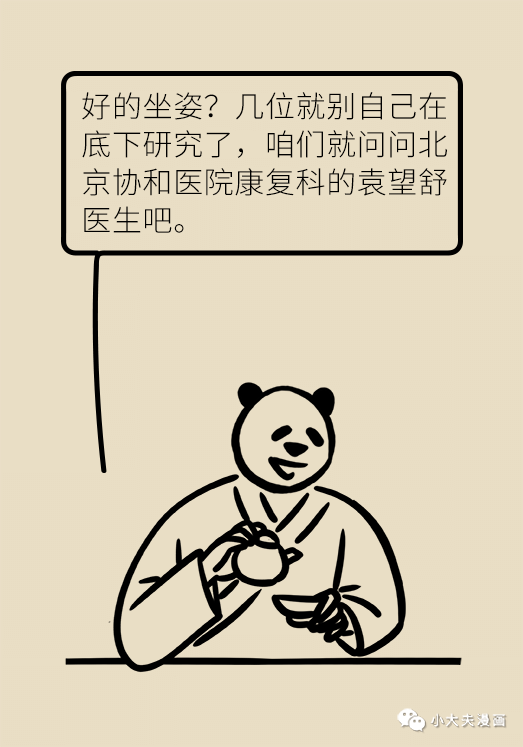 好的坐姿？几位就别自己在
底下研究了，咱们就问问北
京协和医院康复科的袁望舒
医生吧。
小大夫漫画